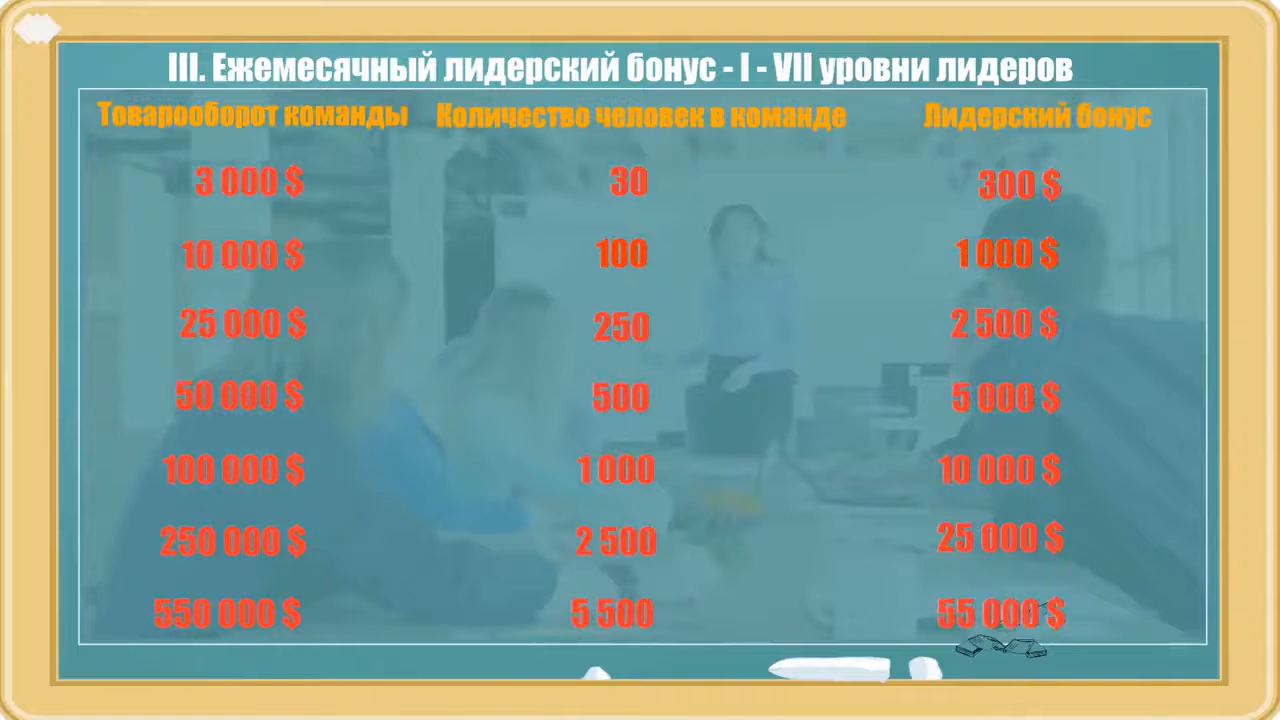 III. Ежемесячный лидерский бонус - I - VII уровни лидеров
Товарооборот команды Количество человек в команде Лидерский бонус
3 000 $ 30 300 $
10 000 $ 100 1 000 $
25 000 $ 250 2 500 $
50 000 $ 500 5 000 $
100 000 $ 1 000 10 000 $
250 000 $ 2 500 25 000 $
550 000 $ 5 500 55 000 $